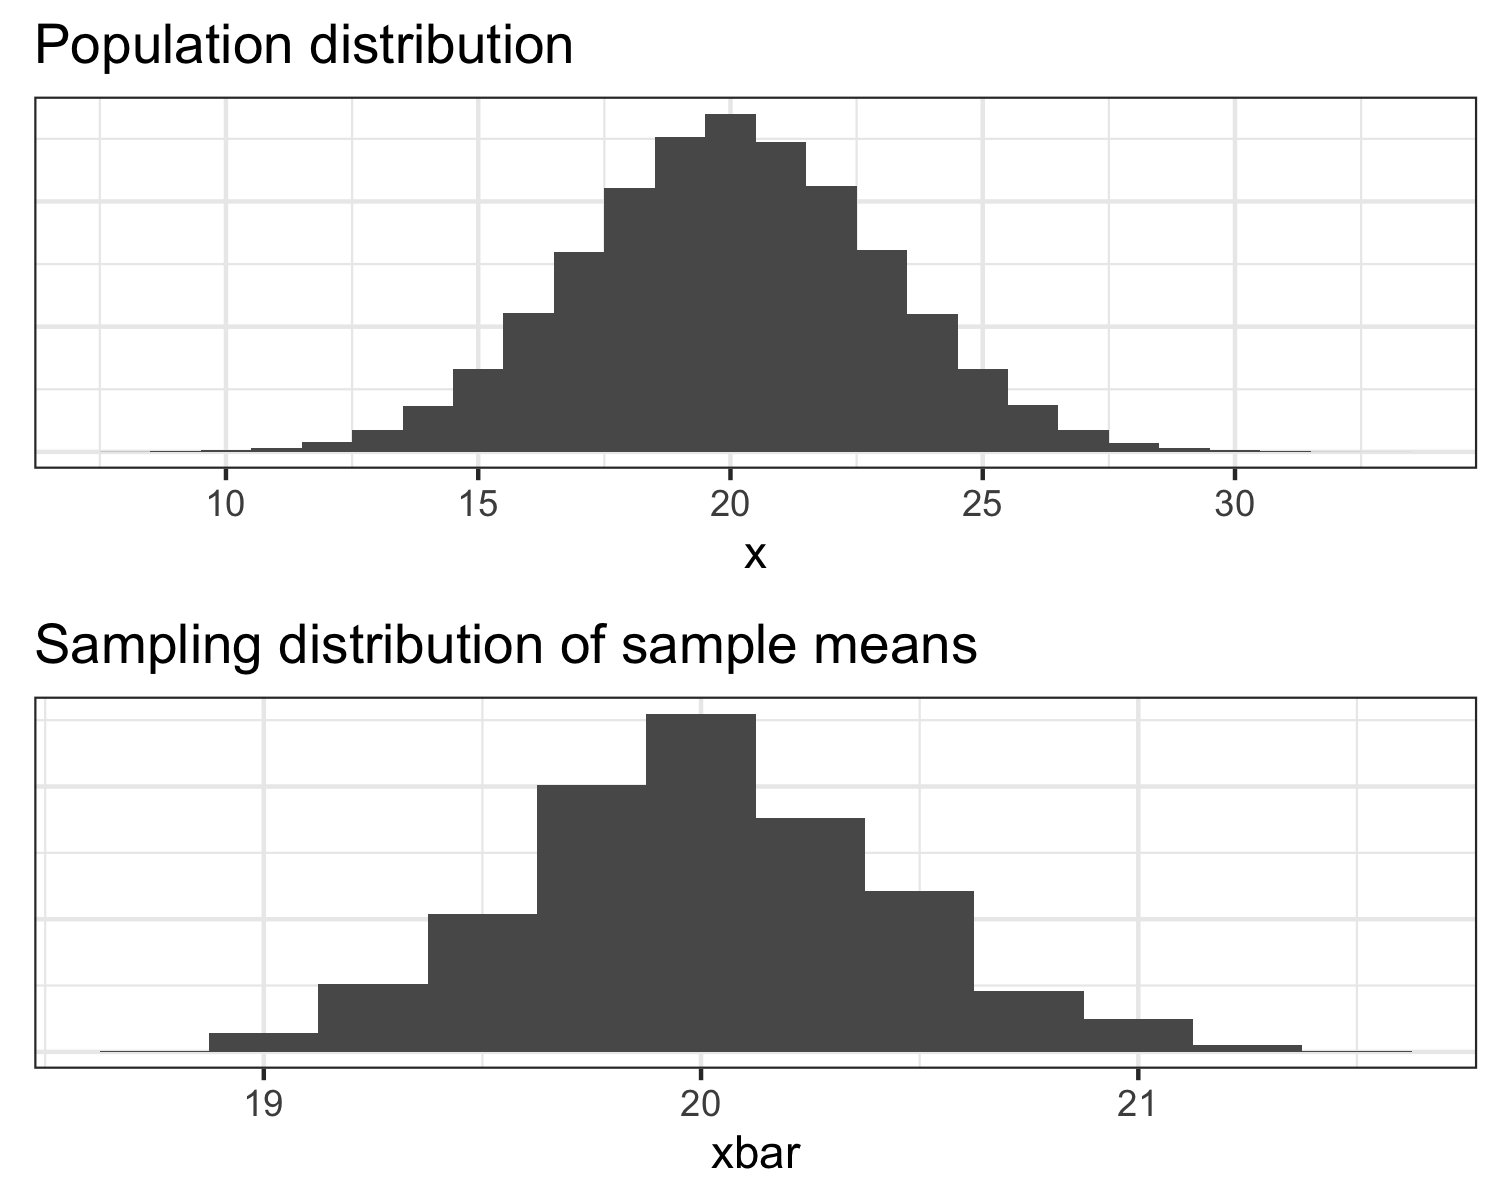 Population distribution
10 15 20 25 30
x
Sampling distribution of sample means
19 20 21
xbar